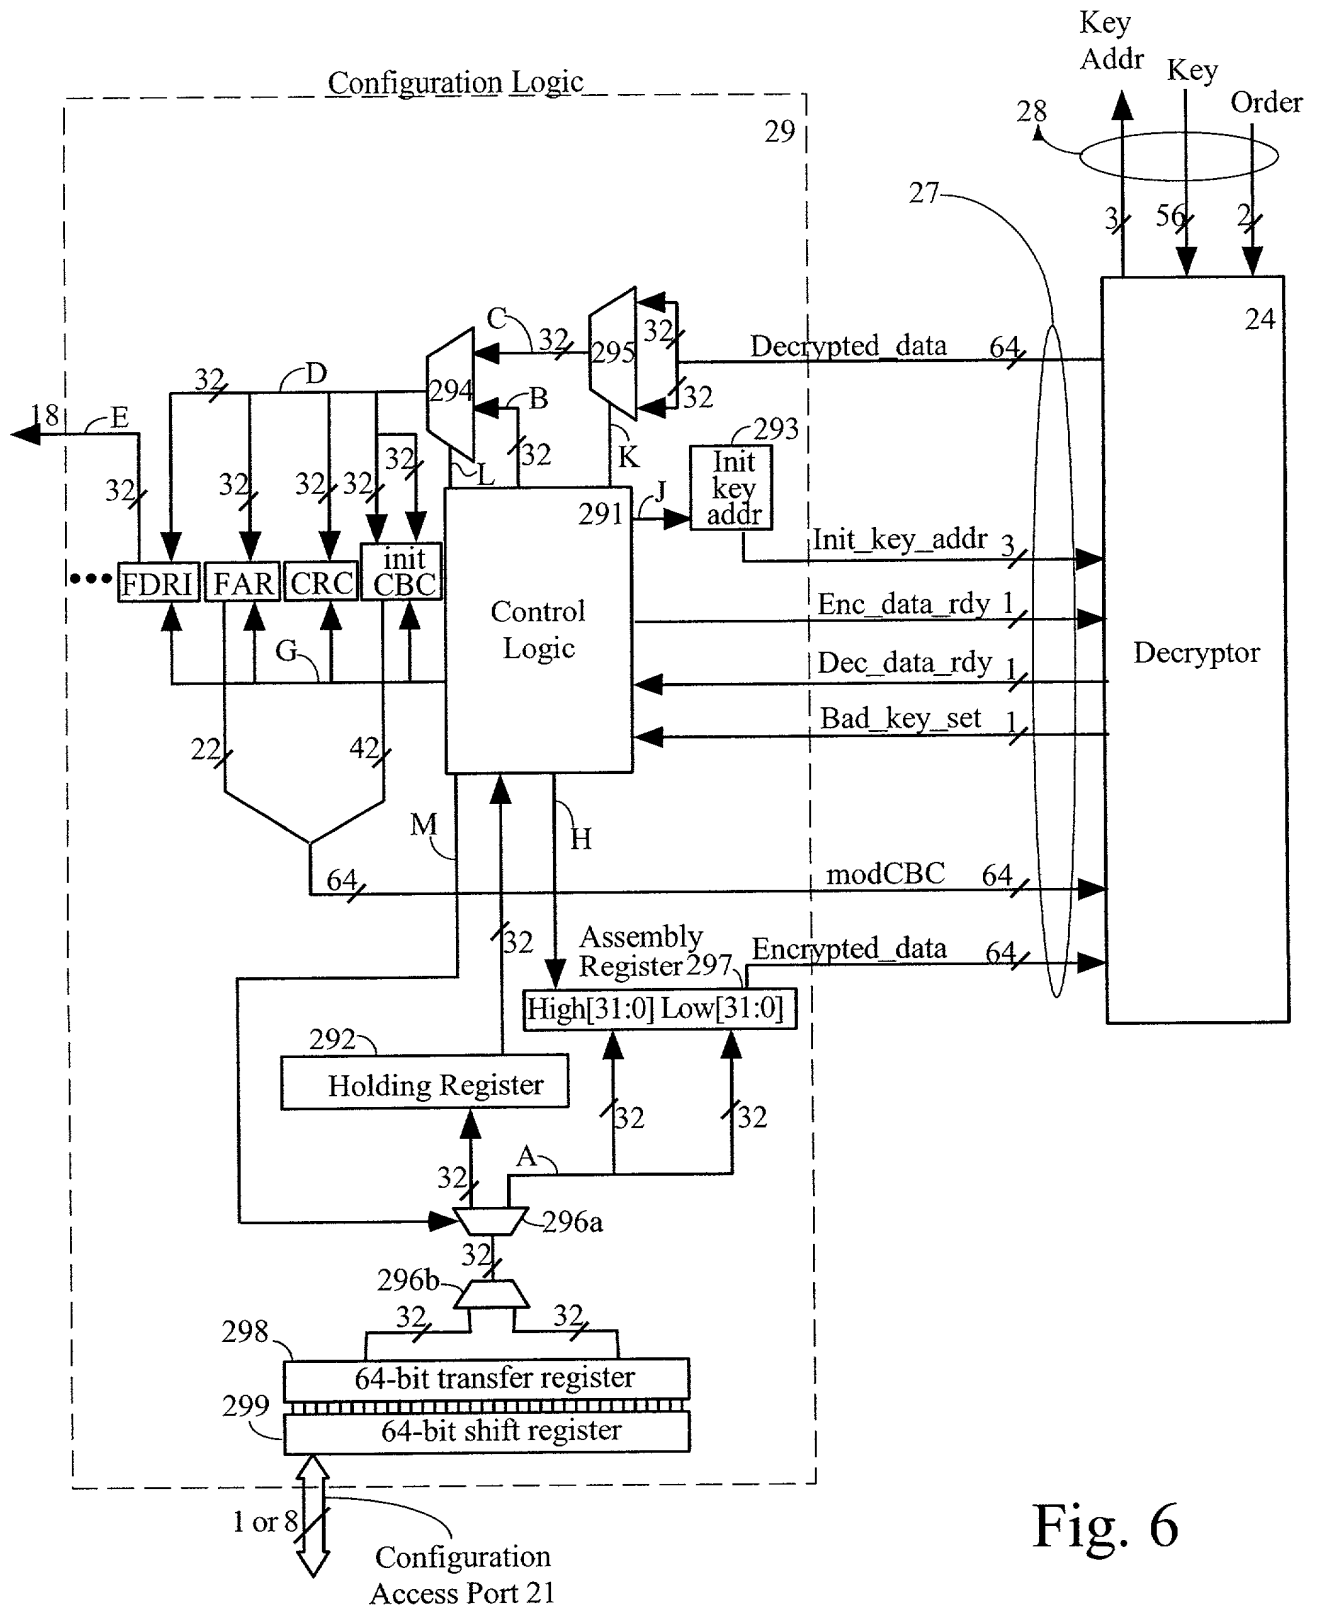 Key
Addr
Key
Order
Configuration Logic
29
28
27
3
56
2
24
C
32
295
32
Decrypted_data
64
32
D
32
294
B
18
E
K
293
32
32
32
32
32
32
L
32
J
Init
key
addr
291
Init_key_addr
3
init
CBC
•••
FDRI
FAR
CRC
Control
Logic
Enc_data_rdy
1
G
Dec_data_rdy
1
Decryptor
Bad_key_set
1
22
42
M
H
64
modCBC
64
32
Assembly
Register 297
Encrypted_data
64
High[31:0] Low[31:0]
292
Holding Register
32
32
A
32
296a
32
296b
32
32
298
64-bit transfer register
299
64-bit shift register
1 or 8
Configuration
Access Port 21
Fig. 6